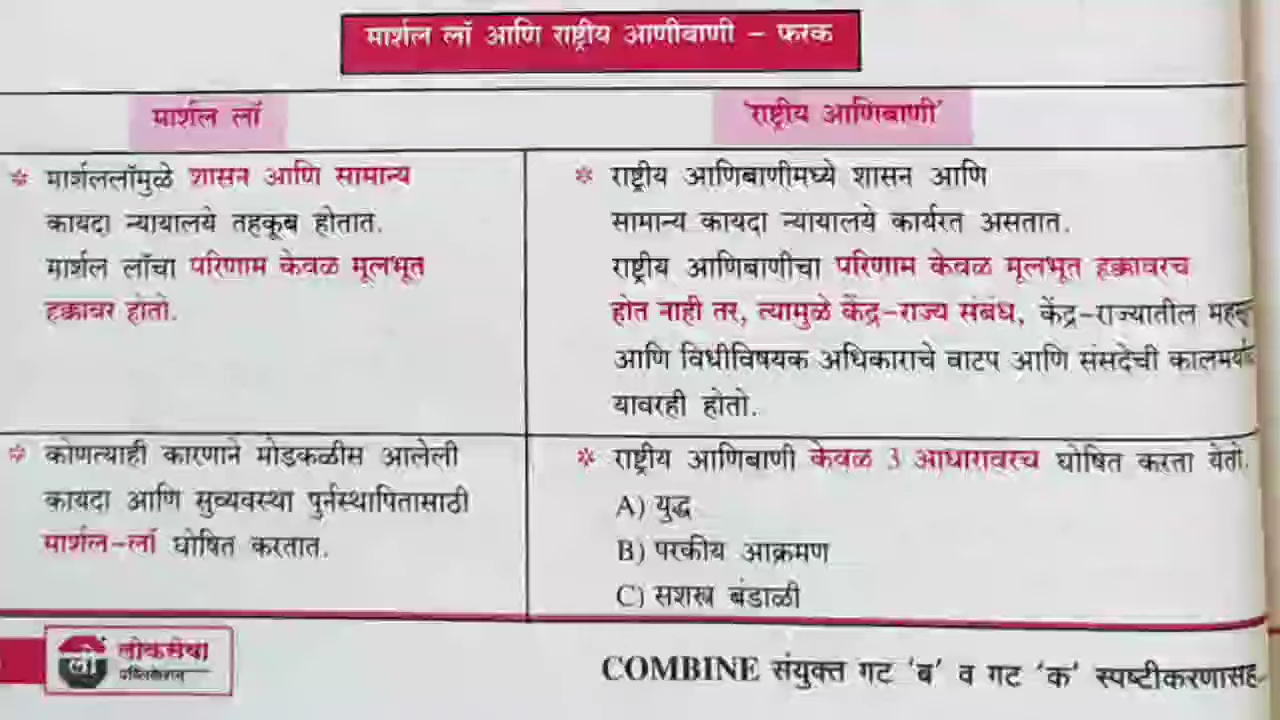 मार्शल लॉ आणि राष्ट्रीय आणीबाणी – फरक
मार्शल लॉ
'राष्ट्रीय आणिबाणी'
* मार्शललॉमुळे शासन आणि सामान्य
कायदा न्यायालये तहकूब होतात.
मार्शल लॉचा परिणाम केवळ मूलभूत
हक्कावर होतो.
* राष्ट्रीय आणिबाणीमध्ये शासन आणि
सामान्य कायदा न्यायालये कार्यरत असतात.
राष्ट्रीय आणिबाणीचा परिणाम केवळ मूलभूत हक्कावरच
होत नाही तर, त्यामुळे केंद्र-राज्य संबंध, केंद्र-राज्यातील
आणि विधीविषयक अधिकाराचे वाटप आणि संसदेची
यावरही होतो.
* कोणत्याही कारणाने मोडकळीस आलेली
कायदा आणि सुव्यवस्था पुर्नस्थापितासाठी
मार्शल-लॉ घोषित करतात.
* राष्ट्रीय आणिबाणी केवळ 3 आधारावरच घोषित करता येतो.
A) युद्ध
B) परकीय आक्रमण
C) सशस्त्र बंडाळी
लोकसेवा
पब्लिकेशन
COMBINE संयुक्त गट 'ब' व गट 'क' स्पष्टीकरणासह-